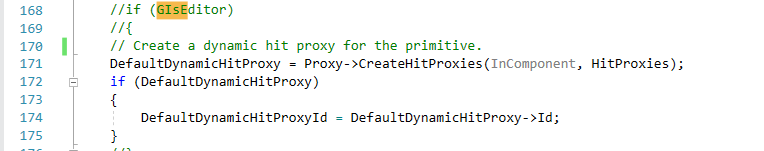 168 //if (GIsEditor)
169 //{
170 // Create a dynamic hit proxy for the primitive.
171 DefaultDynamicHitProxy = Proxy->CreateHitProxies(InComponent, HitProxies);
172 if (DefaultDynamicHitProxy)
173 {
174 DefaultDynamicHitProxyId = DefaultDynamicHitProxy->Id;
175 }